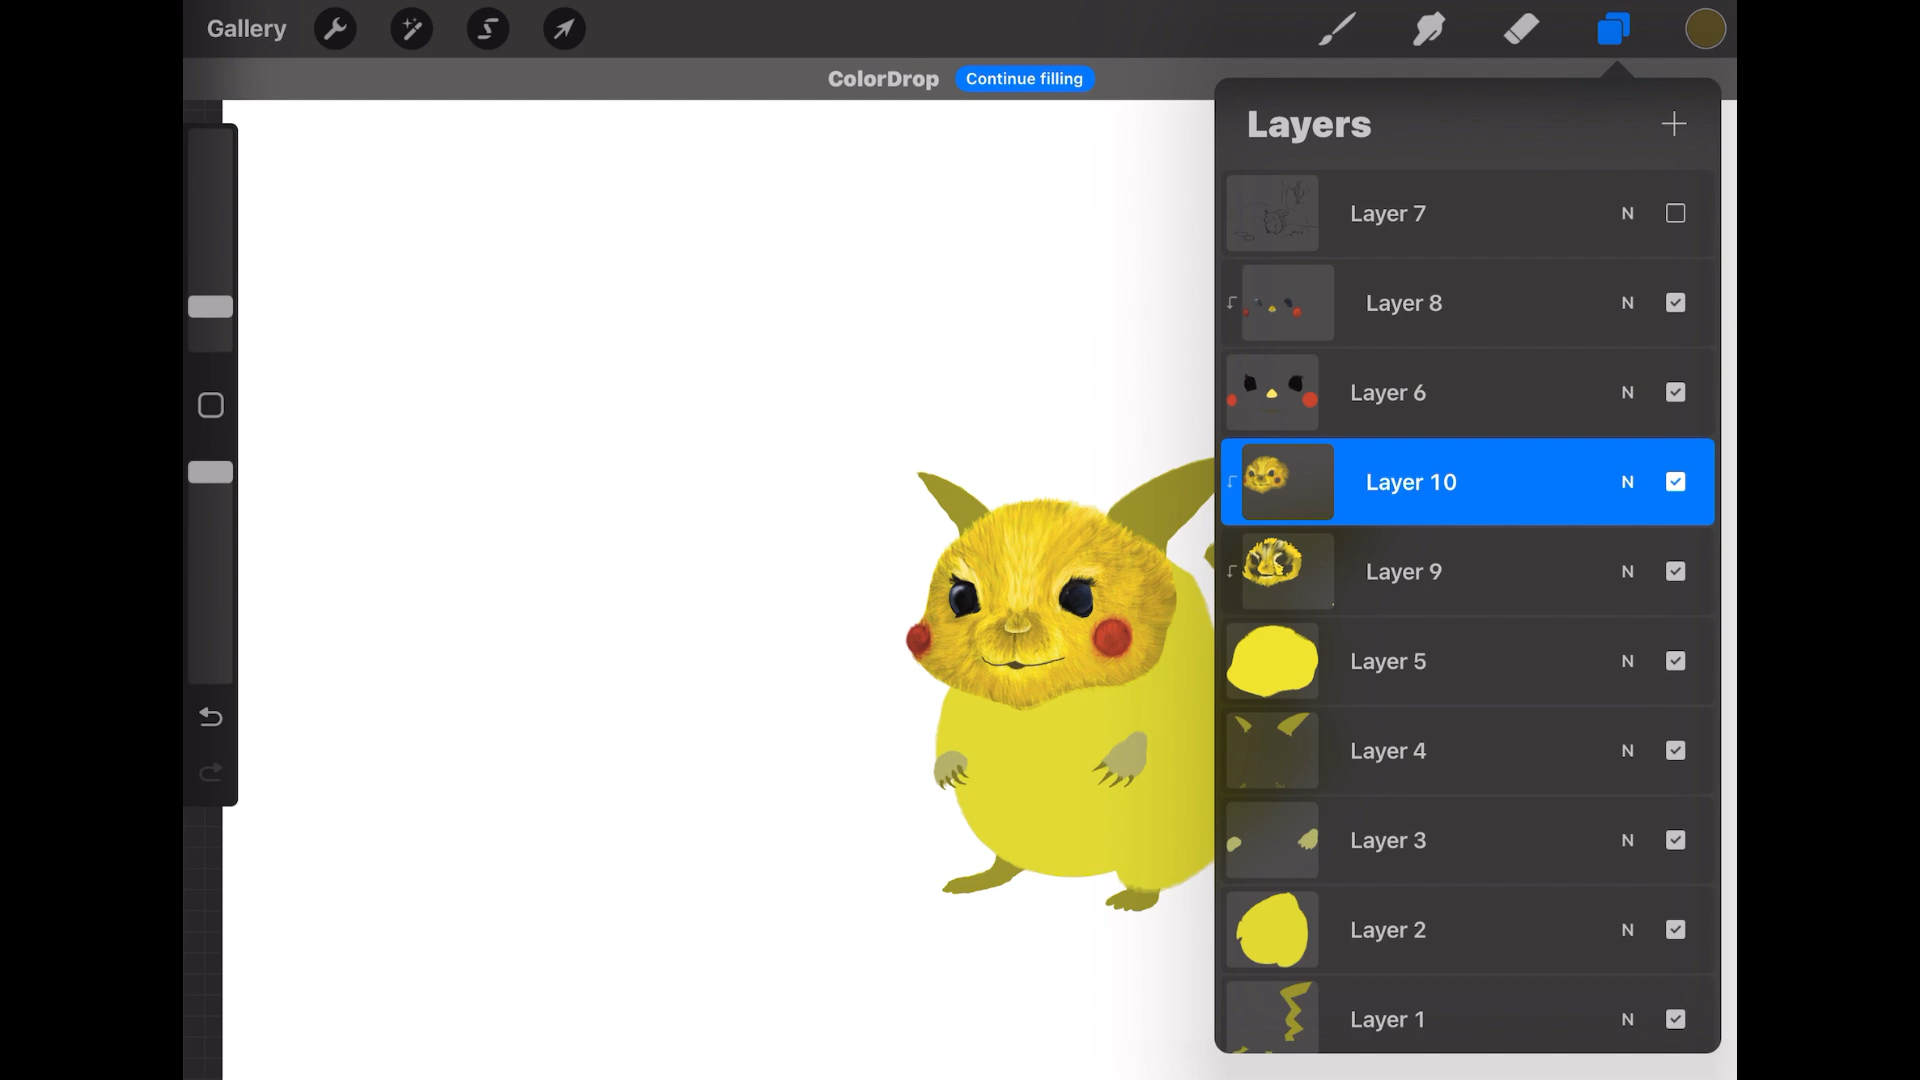 Gallery
ColorDrop Continue filling
Layers
Layer 7 N
Layer 8 N
Layer 6 N
Layer 10 N
Layer 9 N
Layer 5 N
Layer 4 N
Layer 3 N
Layer 2 N
Layer 1 N